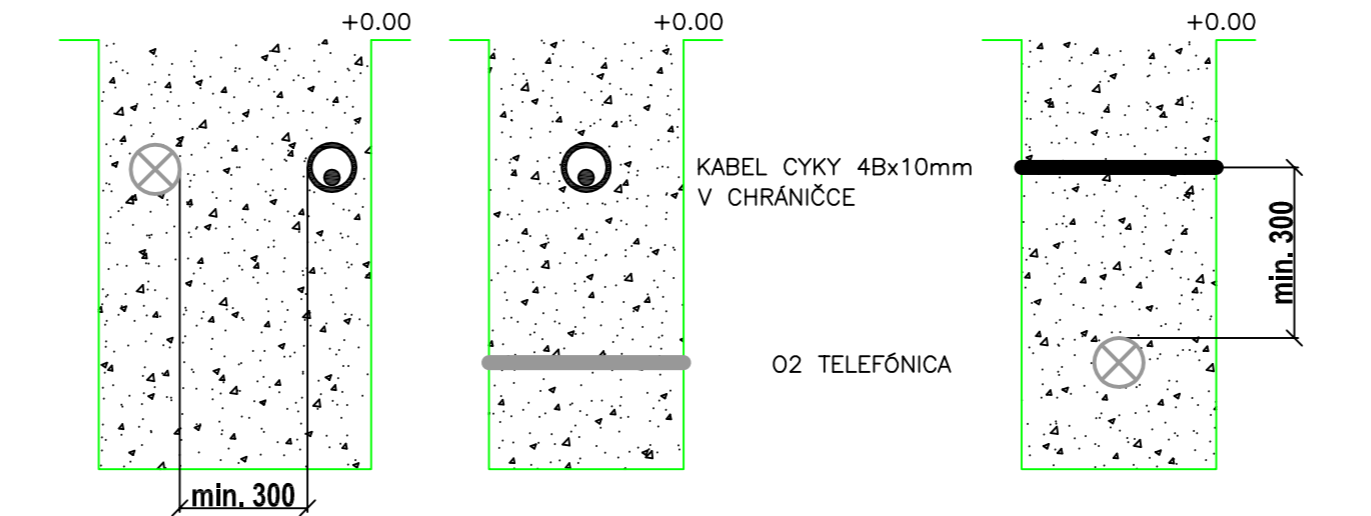 +0.00
+0.00
+0.00
KABEL CYKY 4Bx10mm
V CHRÁNIČCE
min. 300
O2 TELEFÓNICA
min. 300